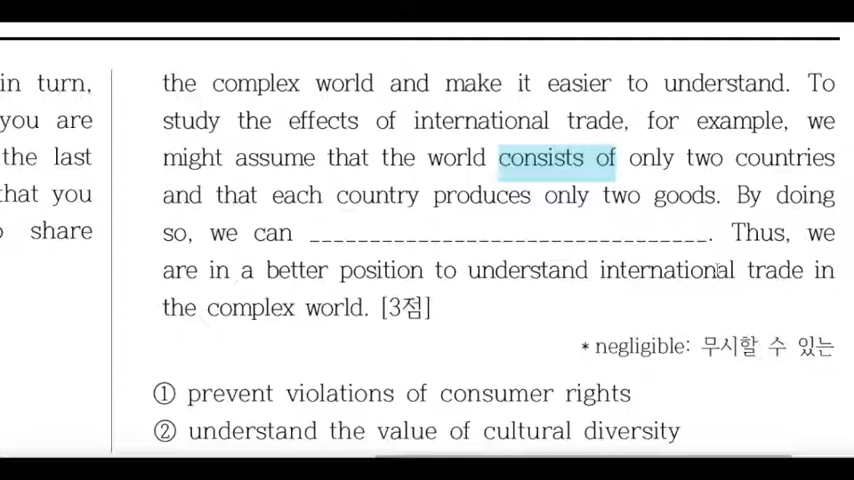 in turn,
you are
the last
that you
share
the complex world and make it easier to understand. To
study the effects of international trade, for example, we
might assume that the world consists of only two countries
and that each country produces only two goods. By doing
so, we can _________________________________. Thus, we
are in a better position to understand international trade in
the complex world. [3점]
* negligible: 무시할 수 있는
① prevent violations of consumer rights
② understand the value of cultural diversity